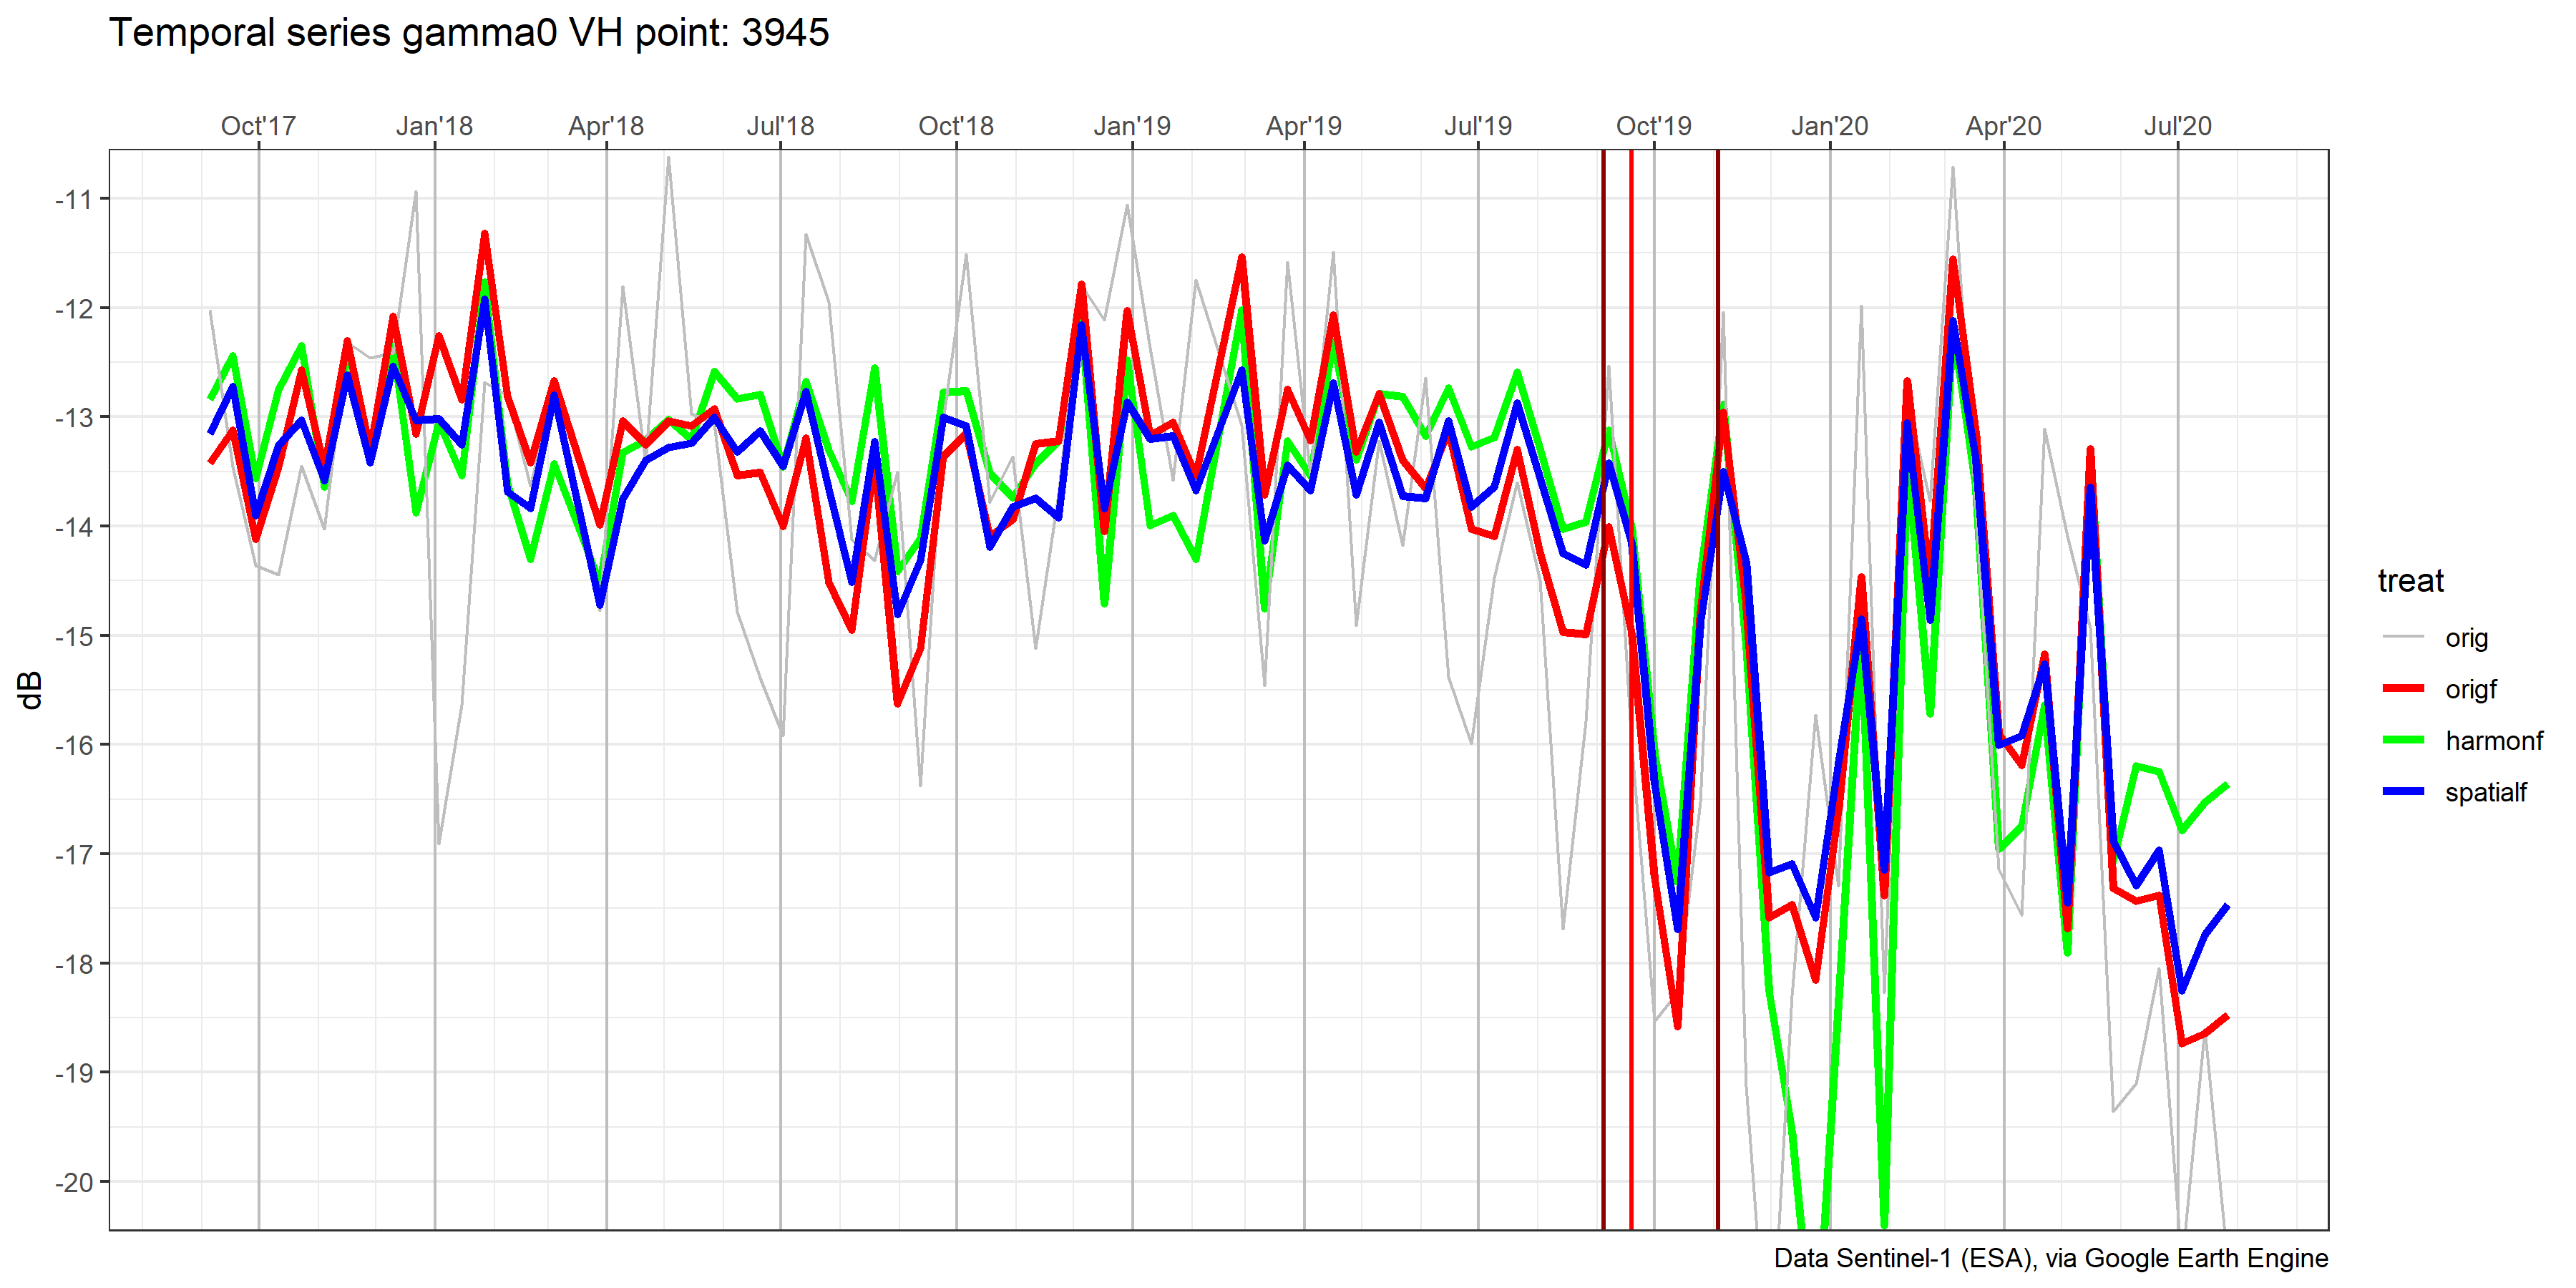 Temporal series gamma0 VH point: 3945
Oct'17 Jan'18 Apr'18 Jul'18 Oct'18 Jan'19 Apr'19 Jul'19 Oct'19 Jan'20 Apr'20 Jul'20
-11
-12
-13
-14
-15
-16
-17
-18
-19
-20
dB
treat
orig
origf
harmonf
spatialf
Data Sentinel-1 (ESA), via Google Earth Engine